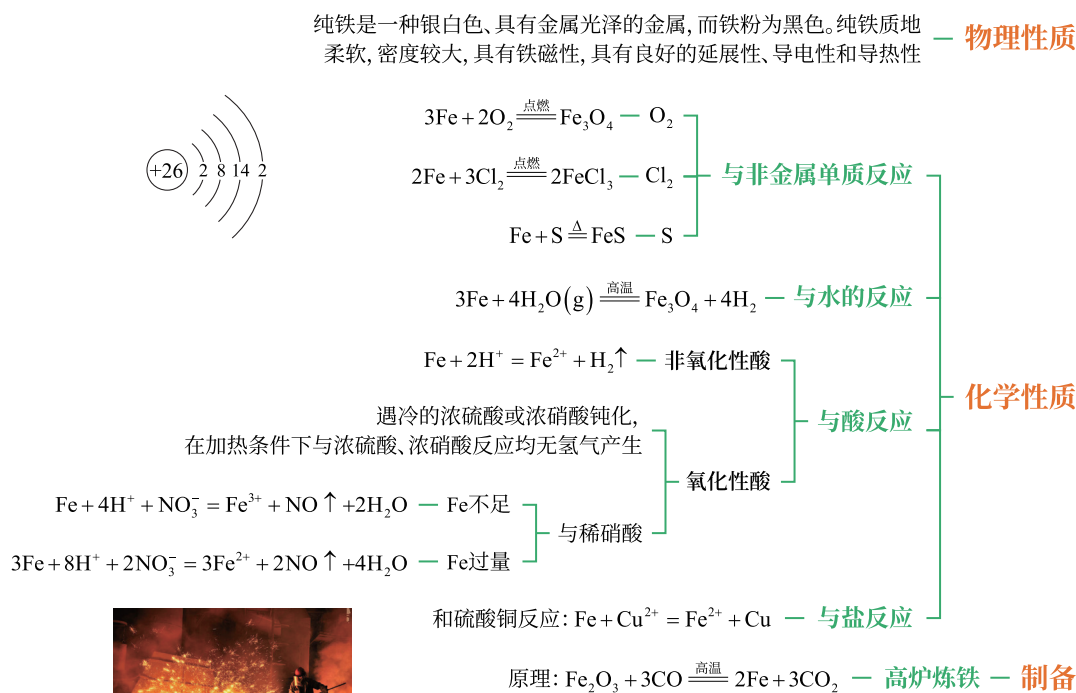 纯铁是一种银白色、具有金属光泽的金属,而铁粉为黑色。纯铁质地
柔软,密度较大,具有铁磁性,具有良好的延展性、导电性和导热性
物理性质
+26 2 8 14 2
3Fe+2O₂ 点燃 Fe₃O₄ O₂
2Fe+3Cl₂ 点燃 2FeCl₃ Cl₂
Fe+S Δ FeS S
与非金属单质反应
3Fe+4H₂O(g) 高温 Fe₃O₄+4H₂ 与水的反应
Fe+2H⁺=Fe²⁺+H₂↑ 非氧化性酸
遇冷的浓硫酸或浓硝酸钝化,
在加热条件下与浓硫酸、浓硝酸反应均无氢气产生
氧化性酸
与酸反应
化学性质
Fe+4H⁺+NO₃⁻=Fe³⁺+NO↑+2H₂O Fe不足
与稀硝酸
3Fe+8H⁺+2NO₃⁻=3Fe²⁺+2NO↑+4H₂O Fe过量
和硫酸铜反应:Fe+Cu²⁺=Fe²⁺+Cu 与盐反应
原理:Fe₂O₃+3CO 高温 2Fe+3CO₂ 高炉炼铁 制备